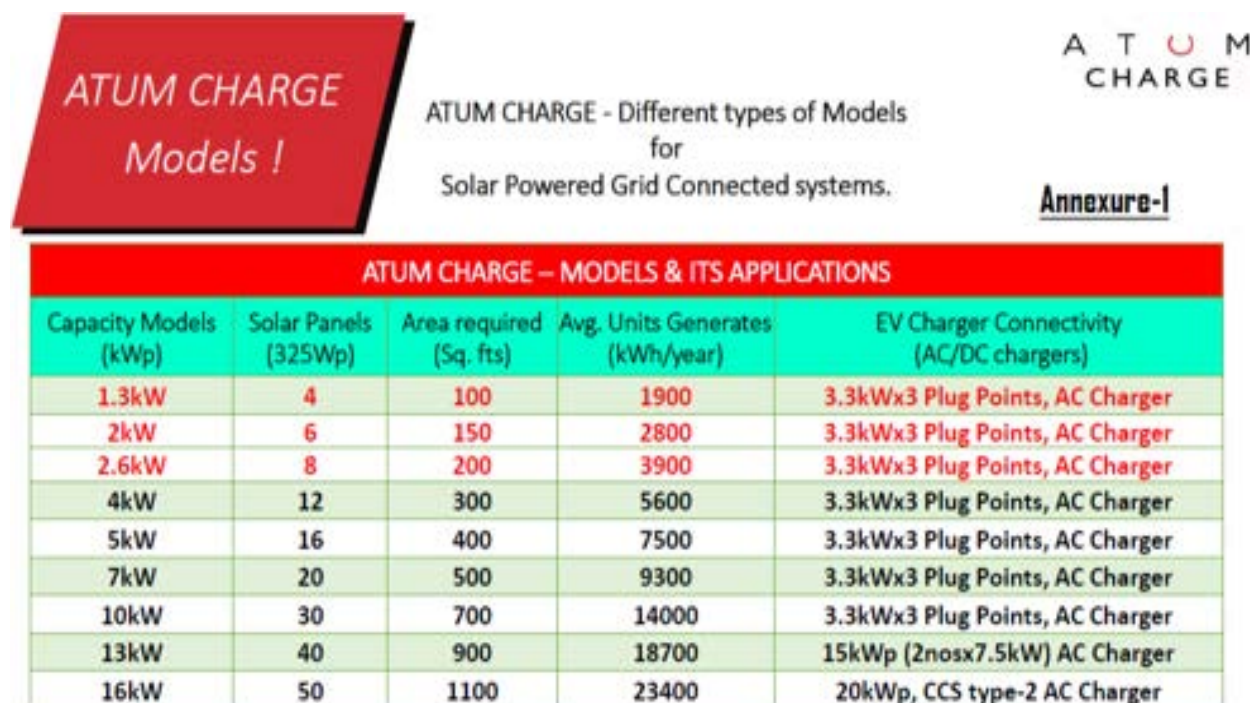 ATUM CHARGE
Models !
ATUM CHARGE - Different types of Models
for
Solar Powered Grid Connected systems.
A T U M
CHARGE
Annexure-1
ATUM CHARGE – MODELS & ITS APPLICATIONS
Capacity Models (kWp) Solar Panels (325Wp) Area required (Sq. fts) Avg. Units Generates (kWh/year) EV Charger Connectivity (AC/DC chargers)
1.3kW 4 100 1900 3.3kWx3 Plug Points, AC Charger
2kW 6 150 2800 3.3kWx3 Plug Points, AC Charger
2.6kW 8 200 3900 3.3kWx3 Plug Points, AC Charger
4kW 12 300 5600 3.3kWx3 Plug Points, AC Charger
5kW 16 400 7500 3.3kWx3 Plug Points, AC Charger
7kW 20 500 9300 3.3kWx3 Plug Points, AC Charger
10kW 30 700 14000 3.3kWx3 Plug Points, AC Charger
13kW 40 900 18700 15kWp (2nosx7.5kW) AC Charger
16kW 50 1100 23400 20kWp, CCS type-2 AC Charger